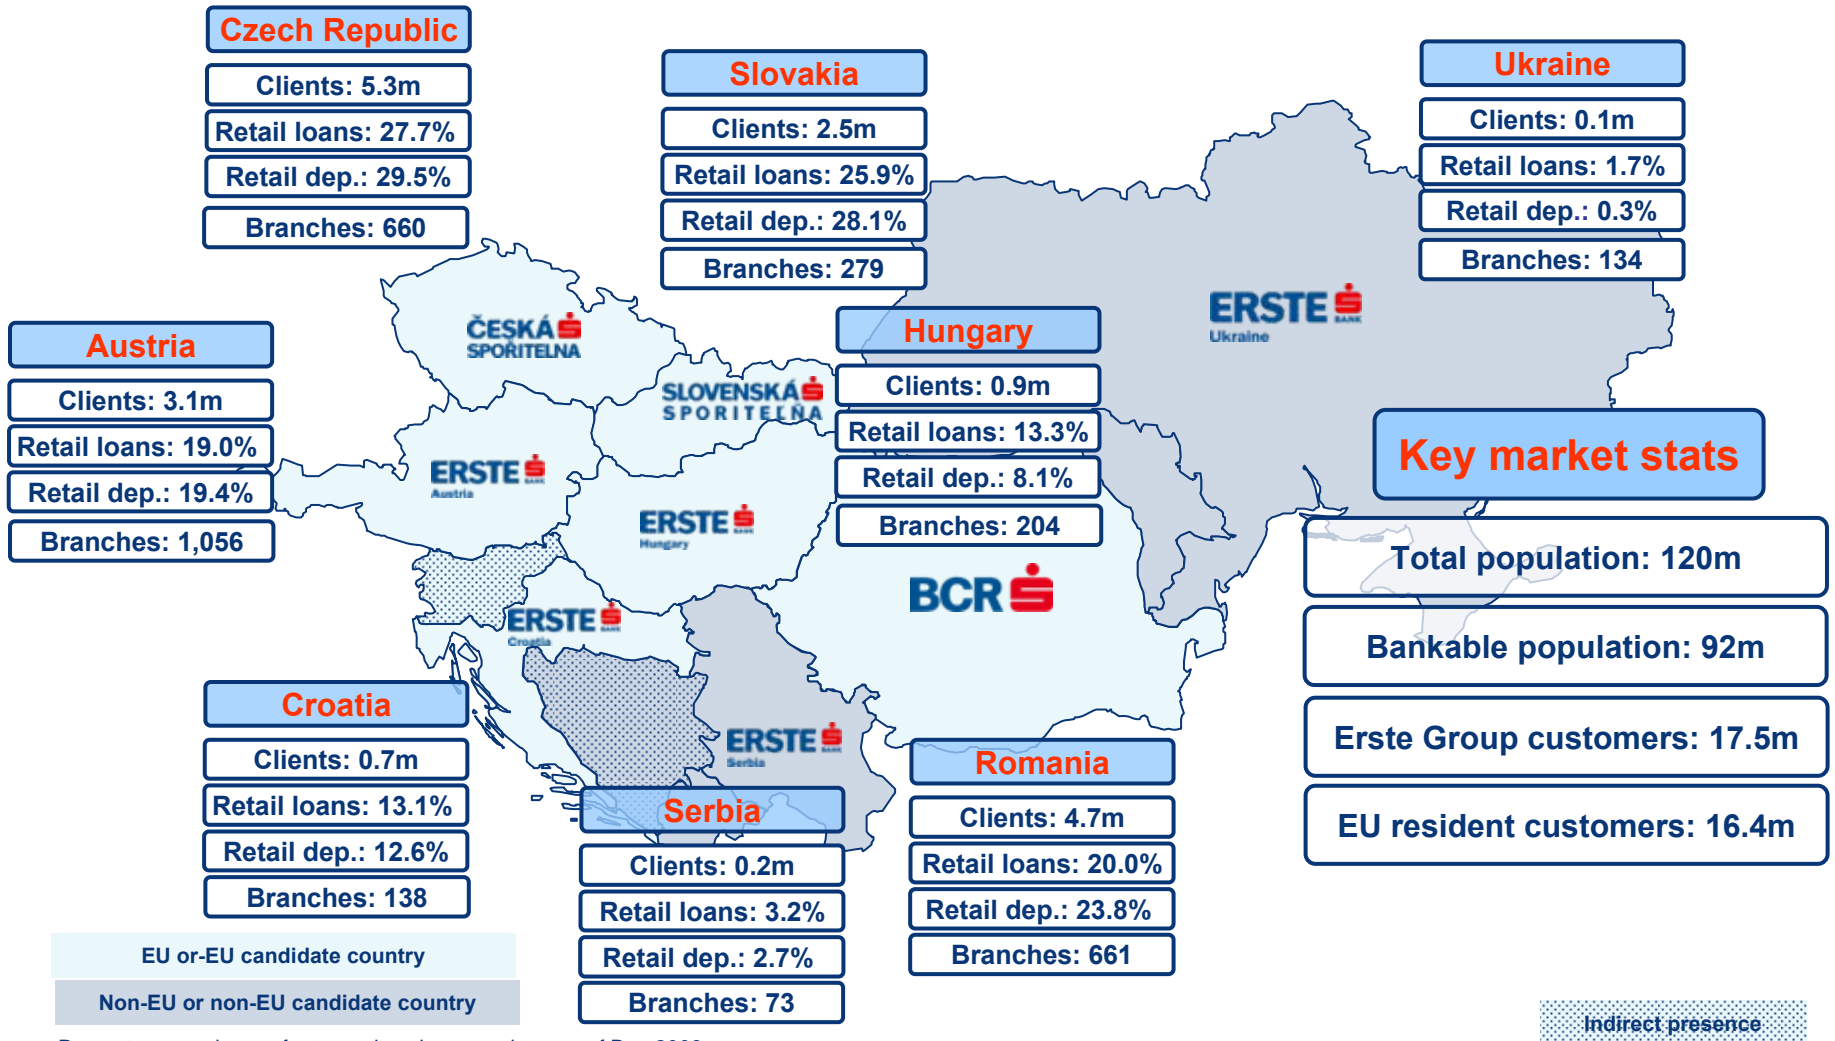 Czech Republic
Clients: 5.3m
Retail loans: 27.7%
Retail dep.: 29.5%
Branches: 660
Slovakia
Clients: 2.5m
Retail loans: 25.9%
Retail dep.: 28.1%
Branches: 279
Ukraine
Clients: 0.1m
Retail loans: 1.7%
Retail dep.: 0.3%
Branches: 134
ČESKÁ
SPOŘITELNA
ERSTE
BANK
Ukraine
Austria
Clients: 3.1m
Retail loans: 19.0%
Retail dep.: 19.4%
Branches: 1,056
SLOVENSKÁ
SPORITEĽŇA
Hungary
Clients: 0.9m
Retail loans: 13.3%
Retail dep.: 8.1%
Branches: 204
ERSTE
BANK
Austria
ERSTE
BANK
Hungary
BCR
ERSTE
BANK
Croatia
ERSTE
BANK
Serbia
Key market stats
Total population: 120m
Bankable population: 92m
Erste Group customers: 17.5m
EU resident customers: 16.4m
Croatia
Clients: 0.7m
Retail loans: 13.1%
Retail dep.: 12.6%
Branches: 138
Serbia
Clients: 0.2m
Retail loans: 3.2%
Retail dep.: 2.7%
Branches: 73
Romania
Clients: 4.7m
Retail loans: 20.0%
Retail dep.: 23.8%
Branches: 661
EU or-EU candidate country
Non-EU or non-EU candidate country
Indirect presence